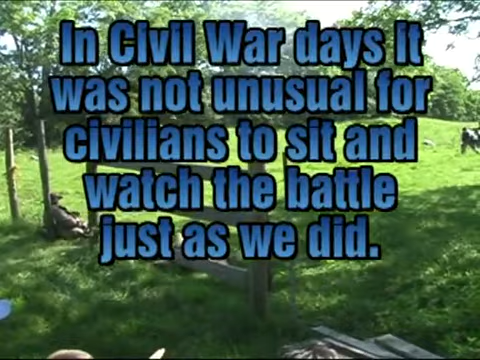 In Civil War days it
was not unusual for
civilians to sit and
watch the battle
just as we did.